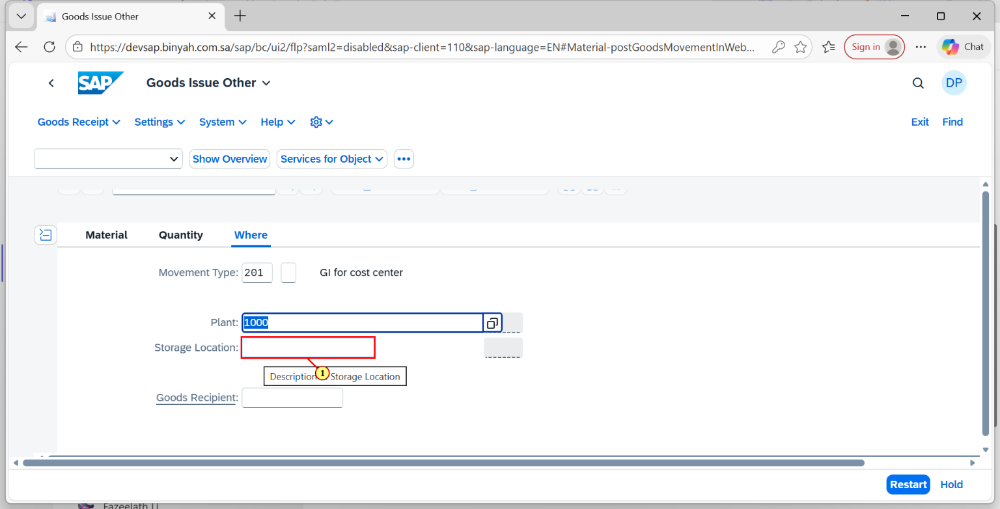 Goods Issue Other
https://devsap.binyah.com.sa/sap/bc/ui2/flp?saml2=disabled&sap-client=110&sap-language=EN#Material-postGoodsMovementInWeb...
Sign in
Chat
SAP
Goods Issue Other
DP
Goods Receipt
Settings
System
Help
Exit
Find
Show Overview
Services for Object
Material
Quantity
Where
Movement Type: 201
GI for cost center
Plant: 1000
Storage Location:
1
Description
Storage Location
Goods Recipient:
Restart
Hold